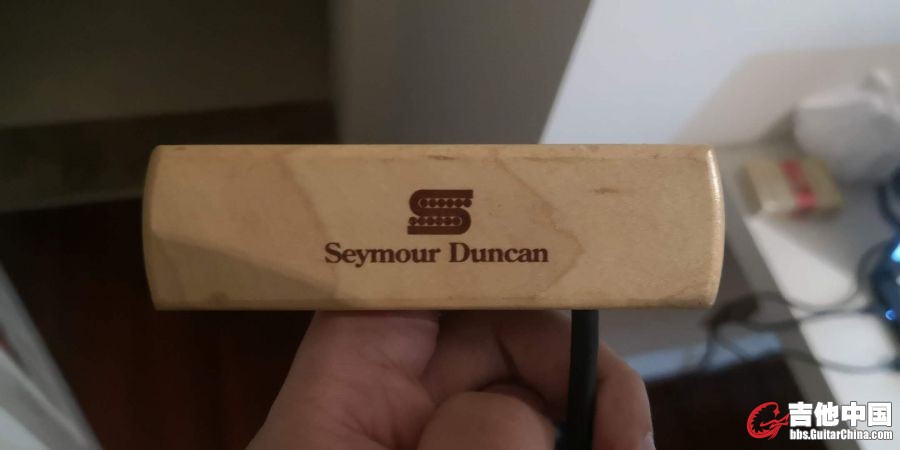 Seymour Duncan
吉他中国
bbs.GuitarChina.com